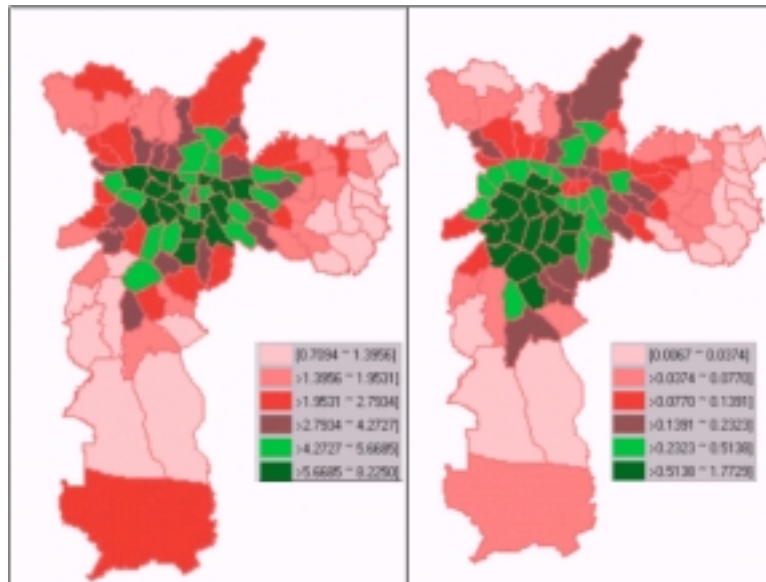 [0.7094 ~ 1.3956]
>1.3956 ~ 1.9531]
>1.9531 ~ 2.7934]
>2.7934 ~ 4.2727]
>4.2727 ~ 5.6685]
>5.6685 ~ 8.2290]
[0.0067 ~ 0.0374]
>0.0374 ~ 0.0770]
>0.0770 ~ 0.1391]
>0.1391 ~ 0.2323]
>0.2323 ~ 0.5138]
>0.5138 ~ 1.7729]